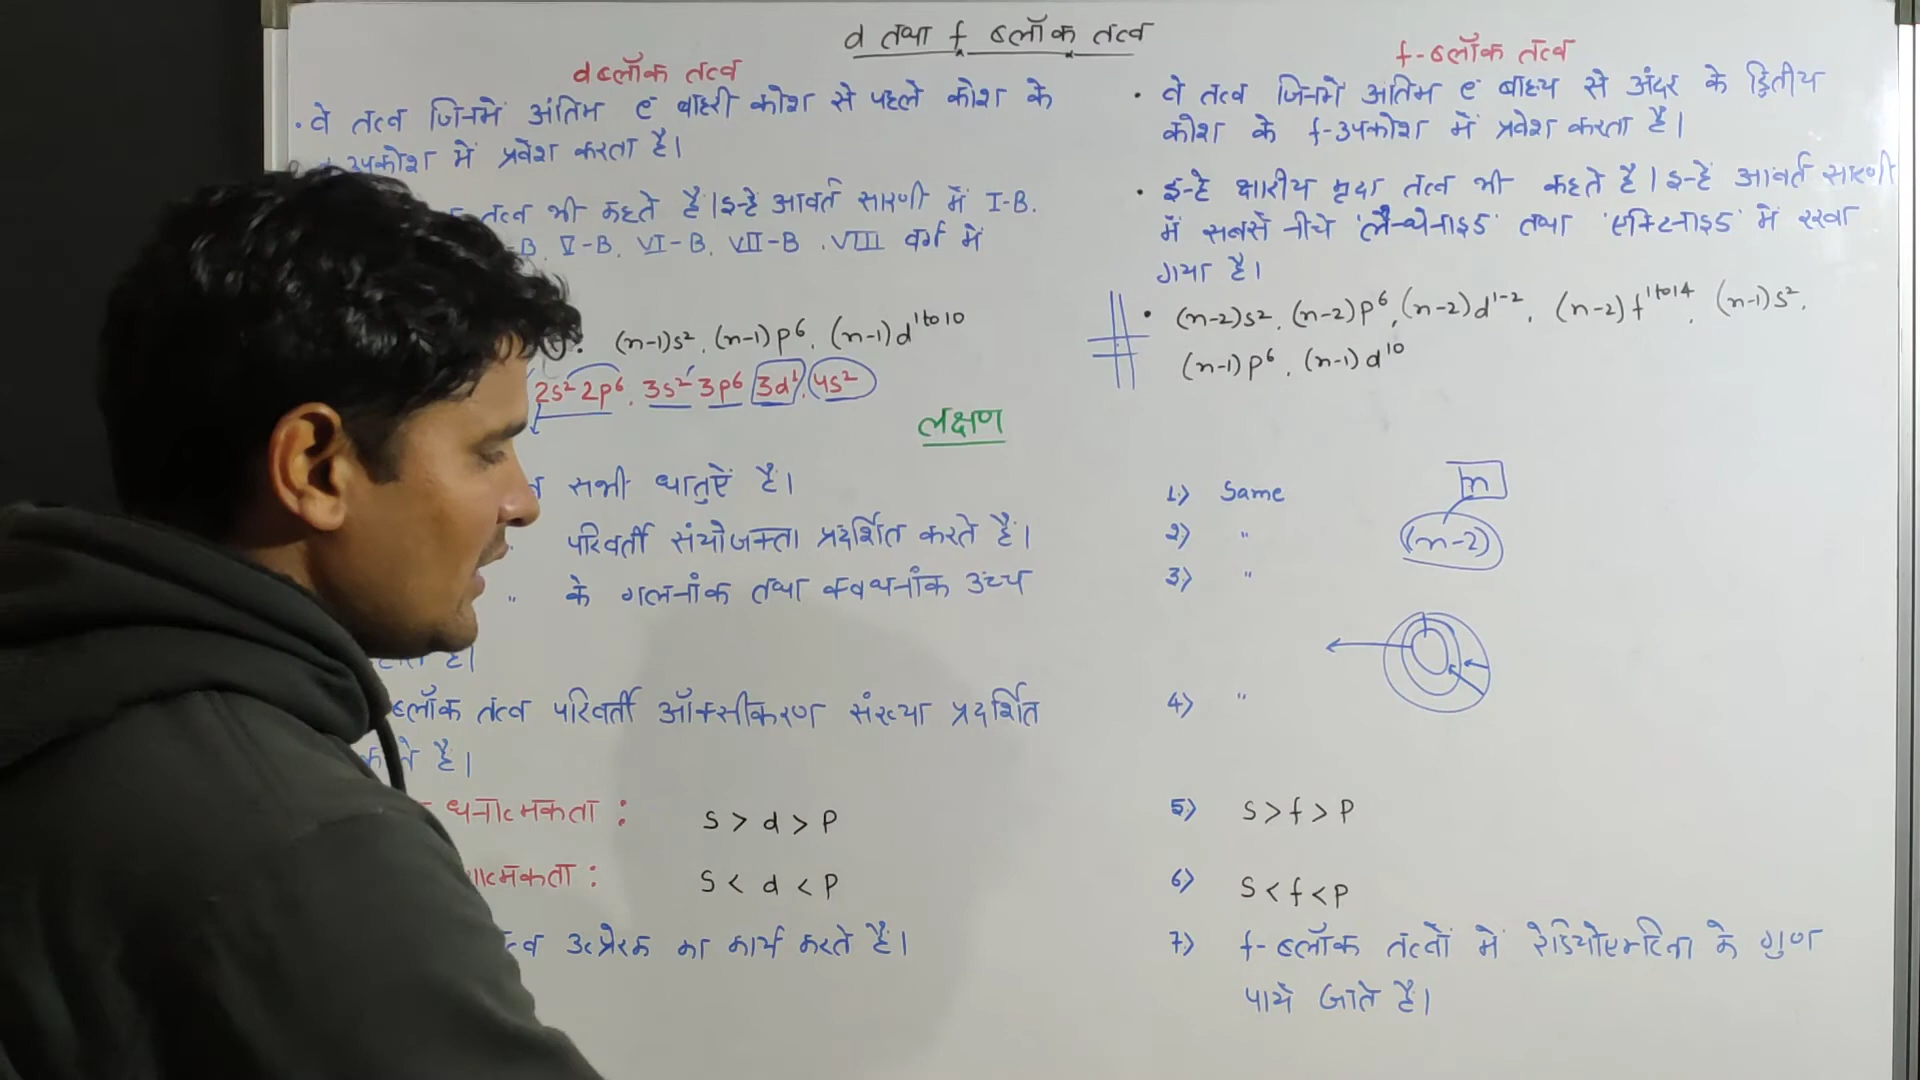 d तथा f ब्लॉक तत्व
d ब्लॉक तत्व
• वे तत्व जिनमें अंतिम e⁻ बाहरी कोश से पहले कोश के
उपकोश में प्रवेश करता है।
तत्व भी कहते हैं। इन्हे आवर्त सारणी में I-B.
-B. V-B. VI-B. VII-B. VIII वर्ग में
(n-1)s², (n-1)p⁶, (n-1)d¹ᵗᵒ¹⁰
2s² 2p⁶, 3s² 3p⁶ 3d¹, 4s²
f-ब्लॉक तत्व
• वे तत्व जिनमें अंतिम e⁻ बाह्य से अंदर के द्वितीय
कोश के f-उपकोश में प्रवेश करता है।
• इन्हे क्षारीय मृदा तत्व भी कहते है। इन्हें आवर्त सारणी
में सबसे नीचे 'लैन्थेनाइड' तथा 'एक्टिनाइड' में रखा
गया है।
• (n-2)s², (n-2)p⁶, (n-2)d¹⁻², (n-2)f¹ᵗᵒ¹⁴, (n-1)s²,
(n-1)p⁶, (n-1)d¹⁰
लक्षण
सभी धातुऐं है।
परिवर्ती संयोजकता प्रदर्शित करते है।
" के गलनांक तथा क्वथनांक उच्च
है।
ब्लॉक तत्व परिवर्ती ऑक्सीकरण संख्या प्रदर्शित
है।
धनात्मकता : S > d > P
त्मकता : S < d < P
उत्प्रेरक का कार्य करते हैं।
1.) Same
2) "
3) "
n
(n-2)
4) "
5) S > f > P
6) S < f < P
7) f-ब्लॉक तत्वों में रेडियोएक्टिवता के गुण
पाये जाते है।